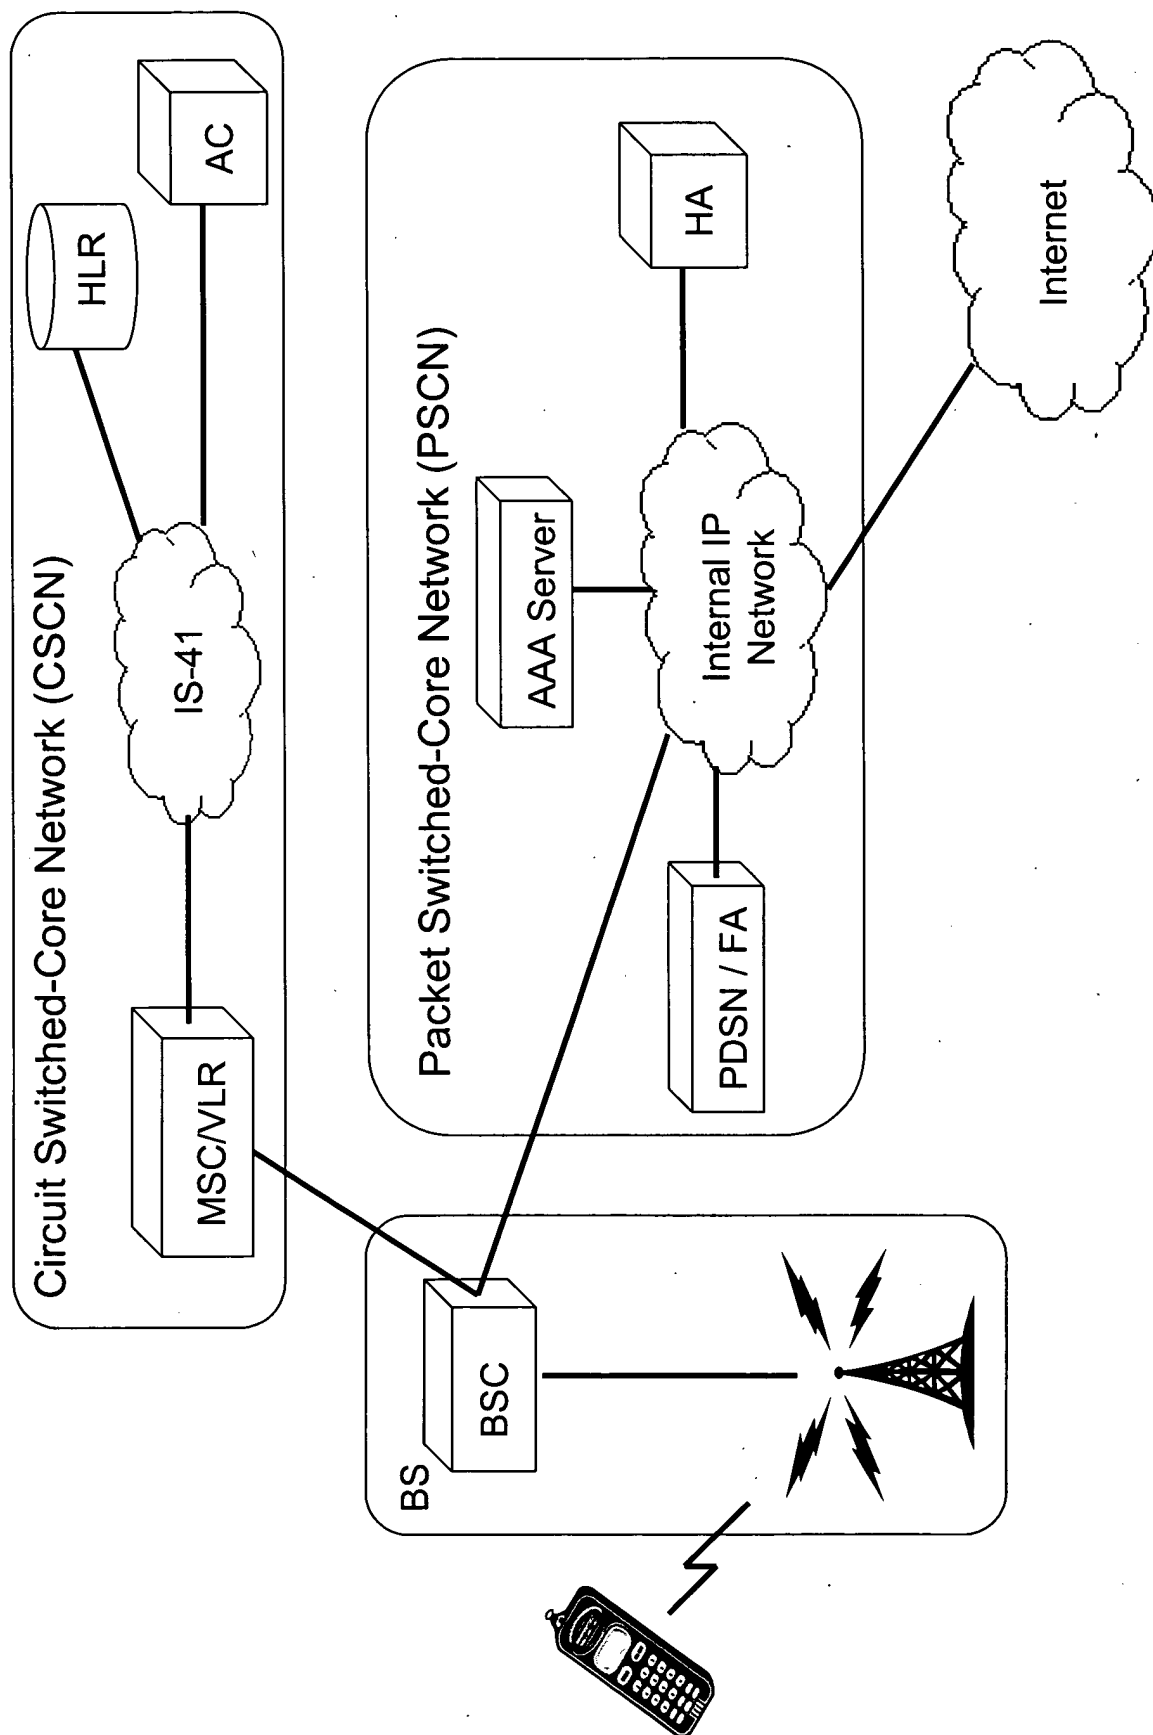 Circuit Switched-Core Network (CSCN)
MSC/VLR
IS-41
HLR
AC
BS
BSC
Packet Switched-Core Network (PSCN)
AAA Server
PDSN / FA
Internal IP
Network
HA
Internet